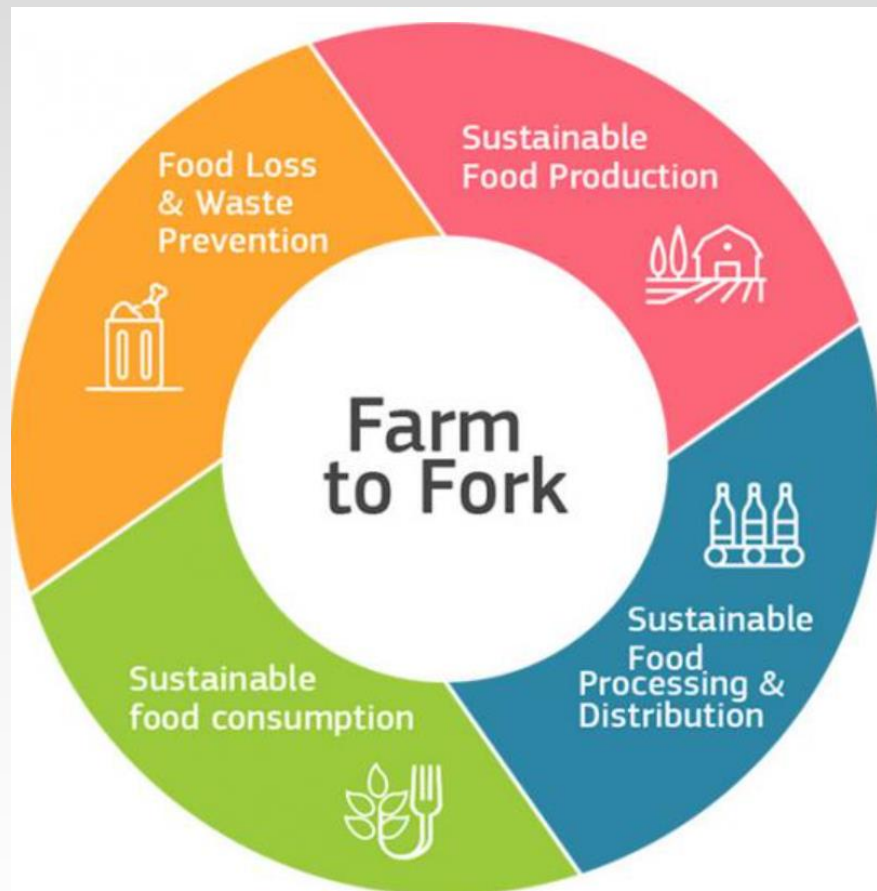 Farm
to Fork
Sustainable
Food Production
Sustainable
Food
Processing &
Distribution
Sustainable
food consumption
Food Loss
& Waste
Prevention